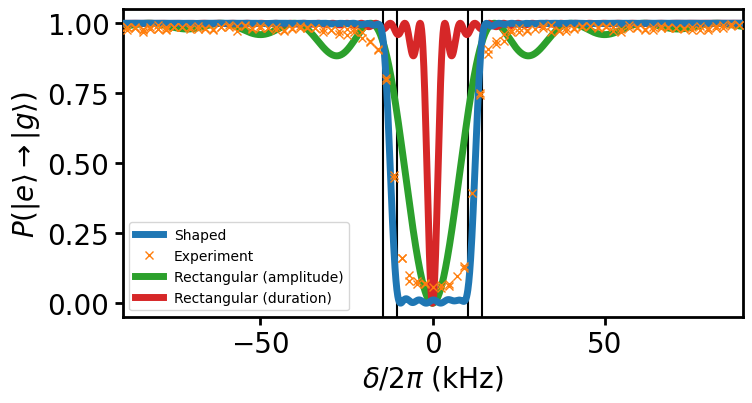 1.00
0.75
0.50
0.25
0.00
P(|e⟩ → |g⟩)
Shaped
Experiment
Rectangular (amplitude)
Rectangular (duration)
−50 0 50
δ/2π (kHz)